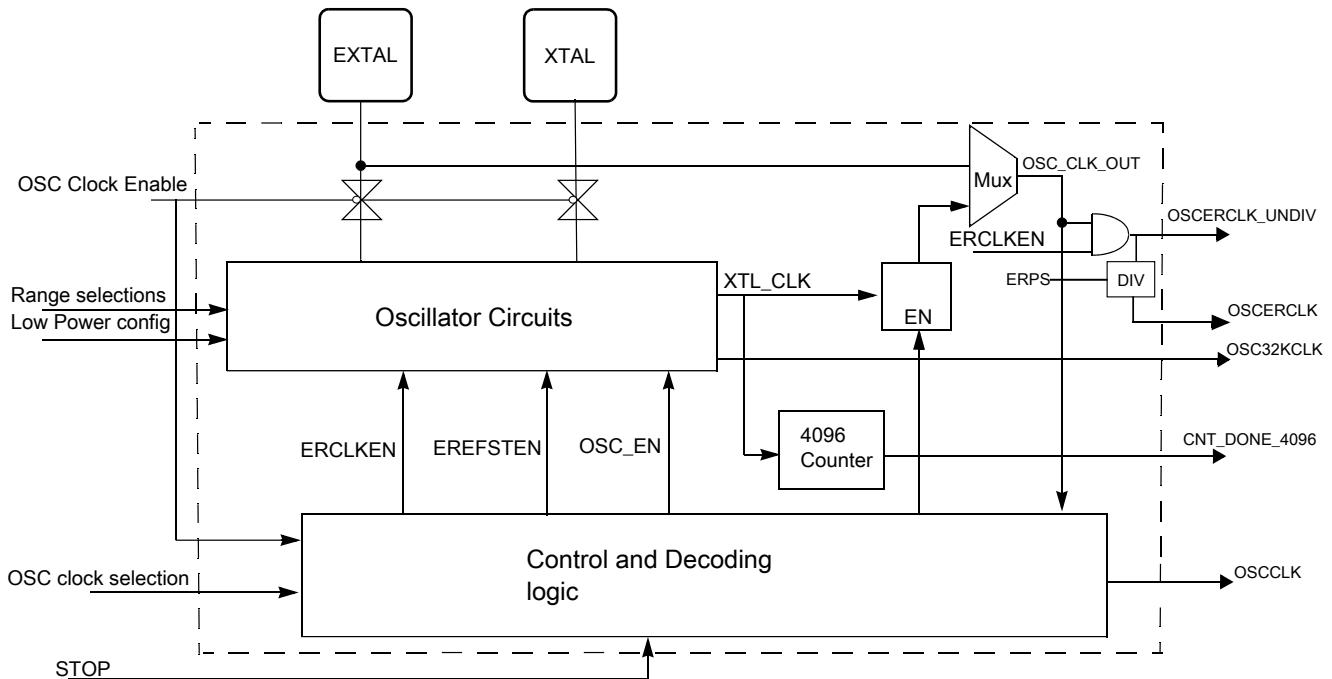 EXTAL
XTAL
OSC Clock Enable
Mux
OSC_CLK_OUT
ERCLKEN
OSCERCLK_UNDIV
ERPS
DIV
OSCERCLK
Range selections
Low Power config
Oscillator Circuits
XTL_CLK
EN
OSC32KCLK
ERCLKEN
EREFSTEN
OSC_EN
4096
Counter
CNT_DONE_4096
OSC clock selection
Control and Decoding
logic
OSCCLK
STOP